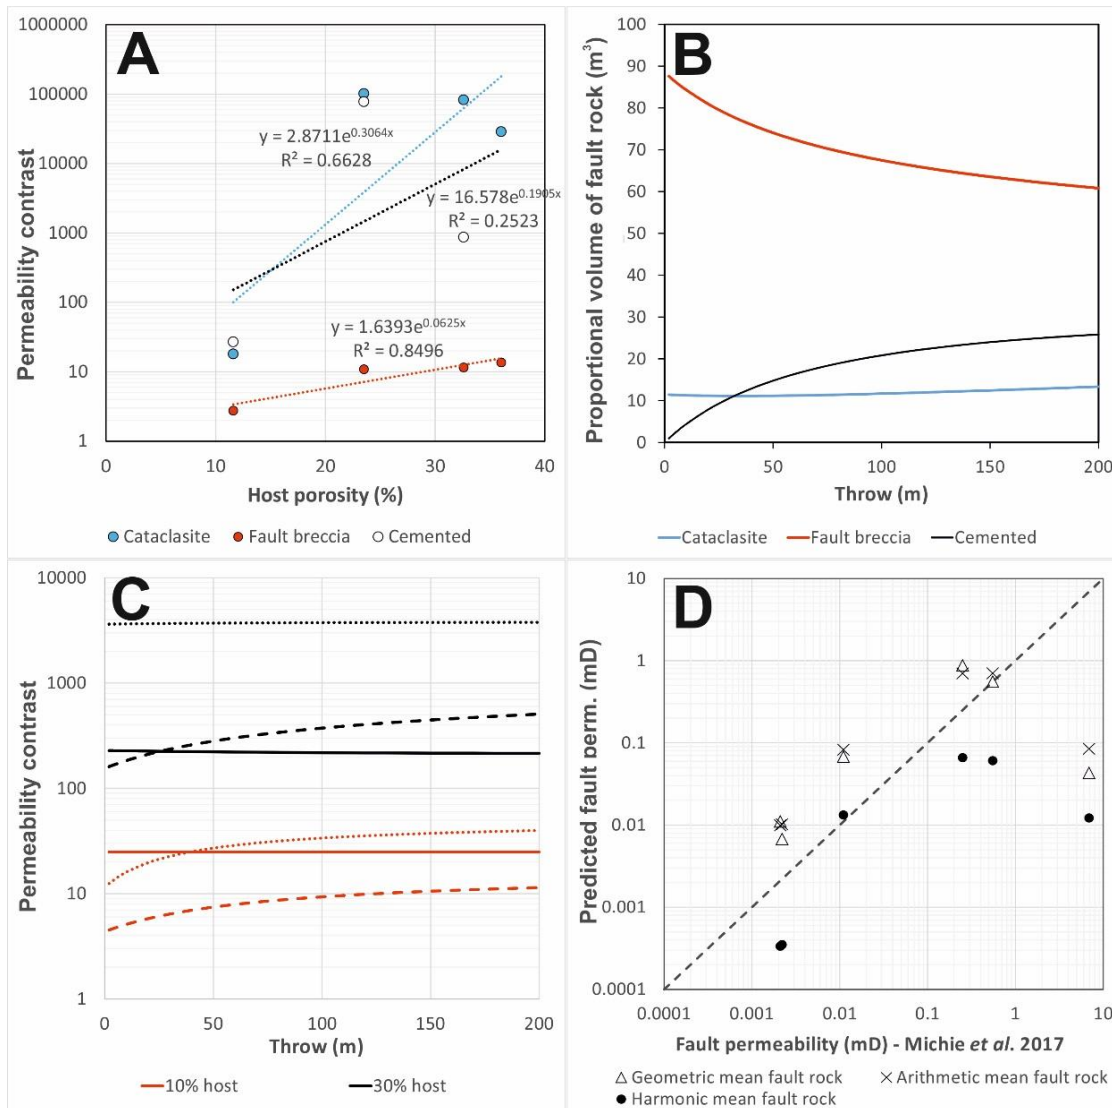 A
1000000
100000
10000
1000
100
10
1
Permeability contrast
y = 2.8711e^0.3064x
R² = 0.6628
y = 16.578e^0.1905x
R² = 0.2523
y = 1.6393e^0.0625x
R² = 0.8496
0 10 20 30 40
Host porosity (%)
Cataclasite Fault breccia Cemented
B
100
90
80
70
60
50
40
30
20
10
0
Proportional volume of fault rock (m³)
0 50 100 150 200
Throw (m)
Cataclasite Fault breccia Cemented
C
10000
1000
100
10
1
Permeability contrast
0 50 100 150 200
Throw (m)
10% host 30% host
D
10
1
0.1
0.01
0.001
0.0001
Predicted fault perm. (mD)
0.0001 0.001 0.01 0.1 1 10
Fault permeability (mD) - Michie et al. 2017
Geometric mean fault rock Arithmetic mean fault rock
Harmonic mean fault rock